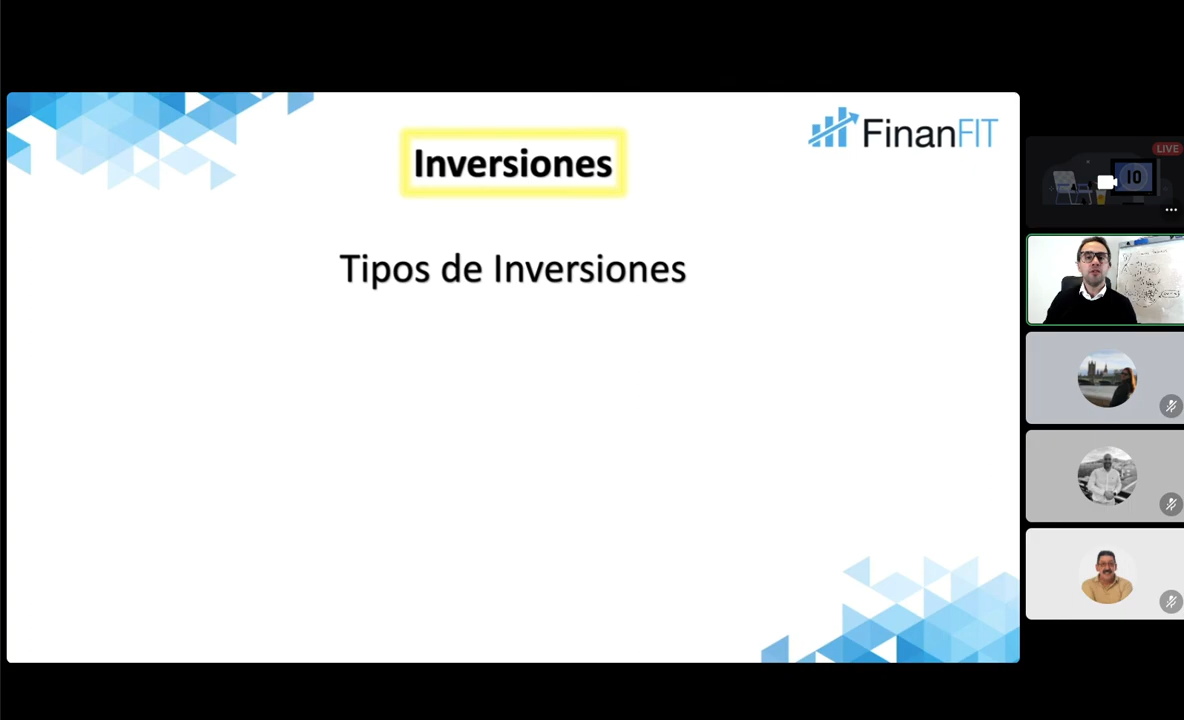 Inversiones
FinanFIT
Tipos de Inversiones
LIVE
10